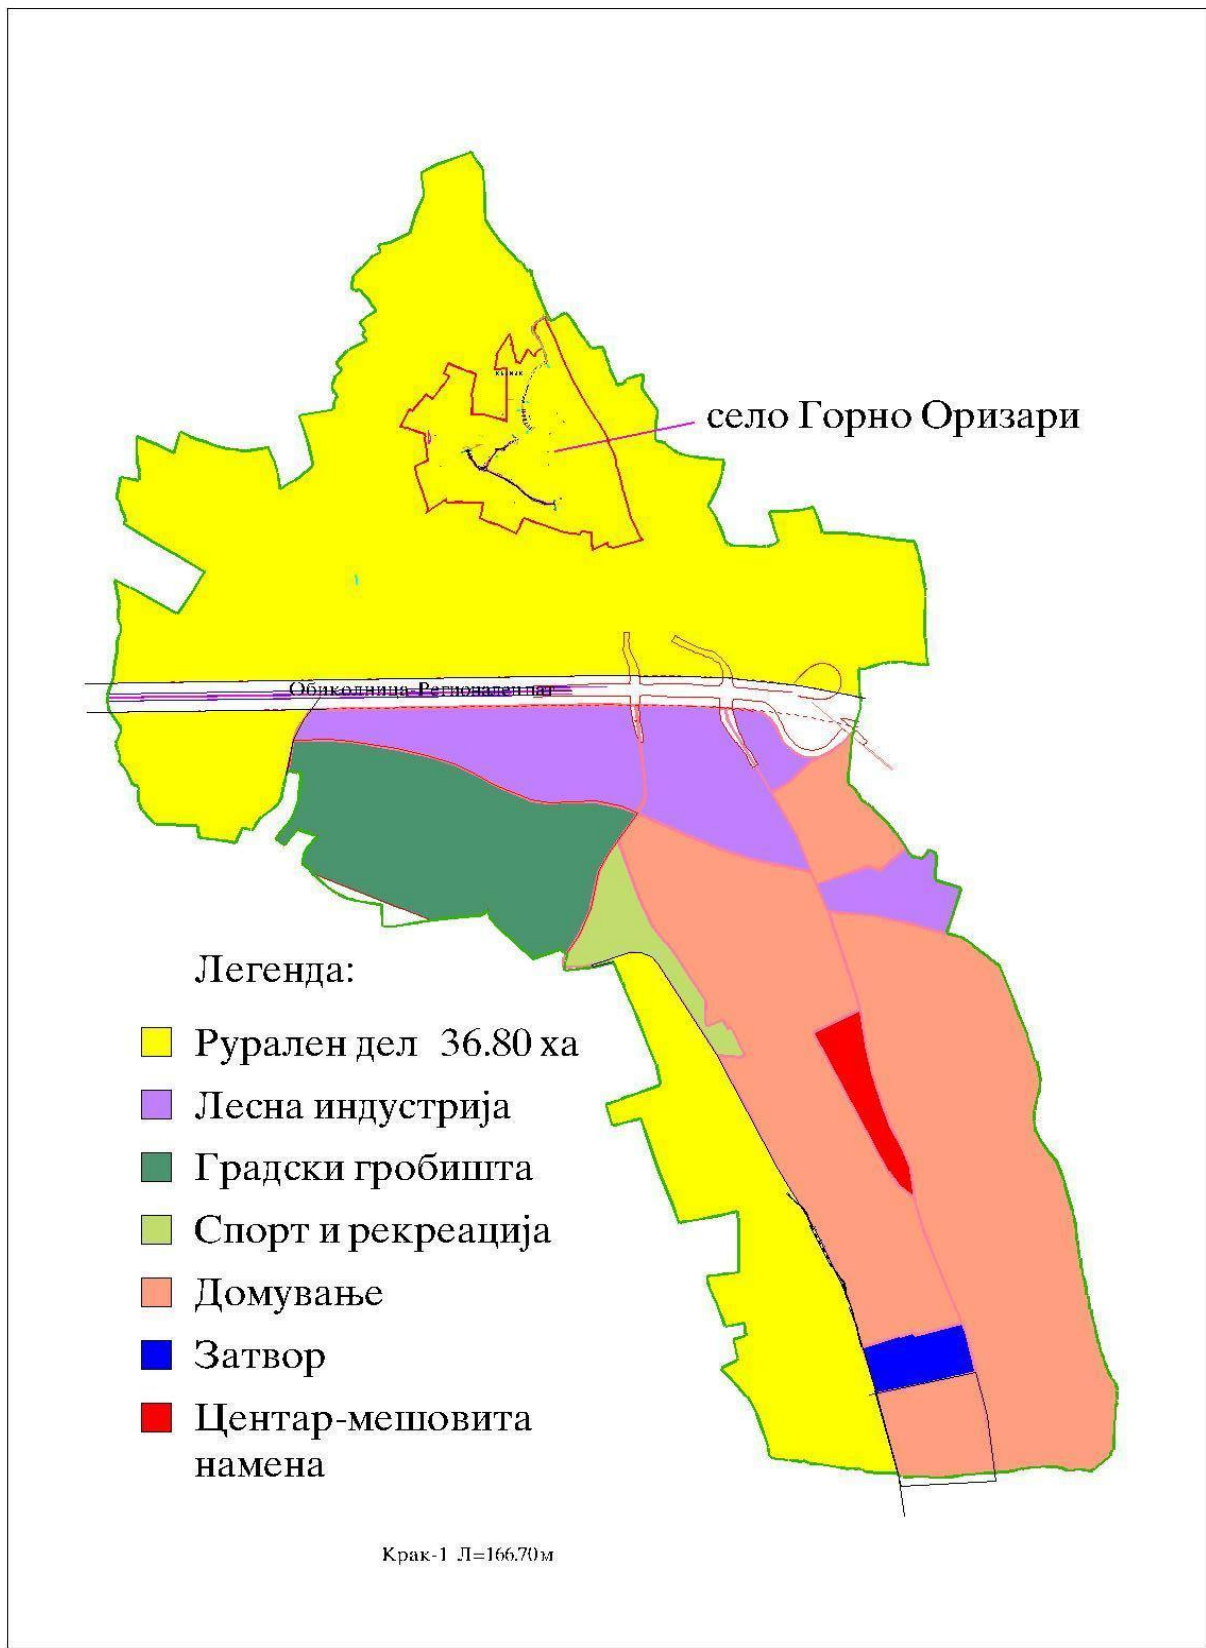 село Горно Оризари
Обиколница-Регионален пат
Легенда:
Рурален дел 36.80 ха
Лесна индустрија
Градски гробишта
Спорт и рекреација
Домување
Затвор
Центар-мешовита
намена
Крак-1 Л=166.70м